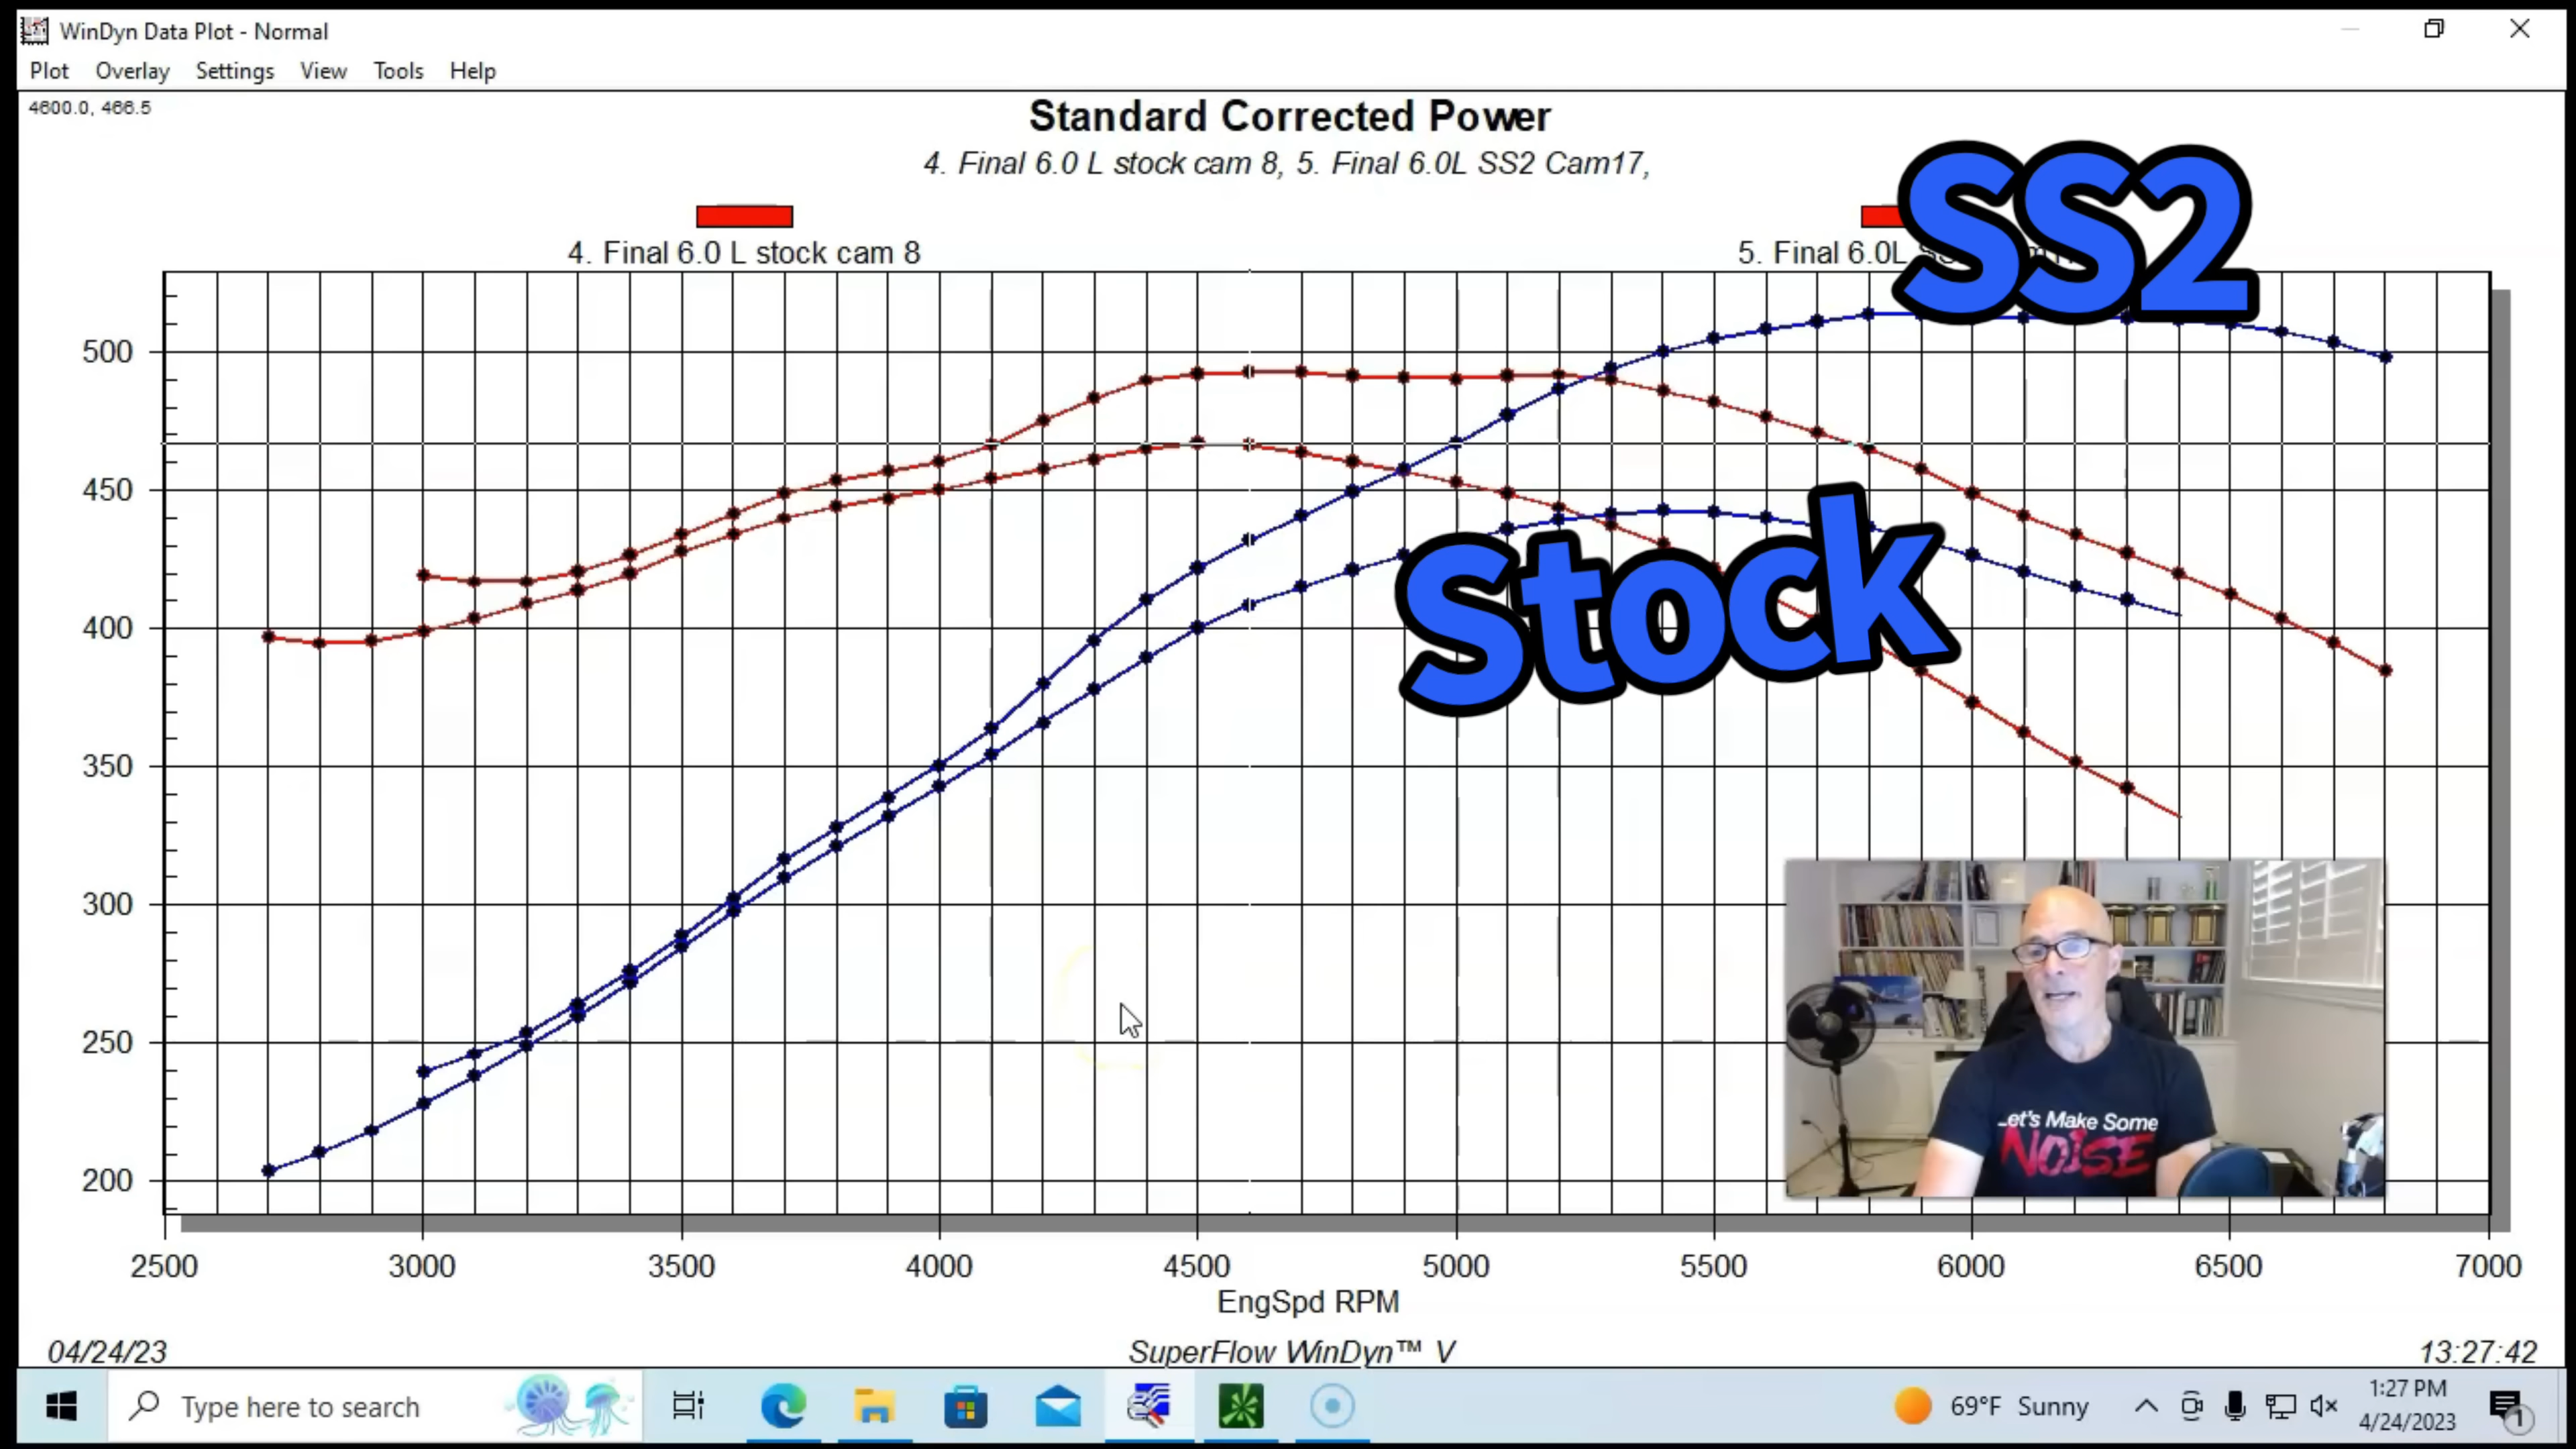 WinDyn Data Plot - Normal
Plot Overlay Settings View Tools Help
4600.0, 466.5
Standard Corrected Power
4. Final 6.0 L stock cam 8, 5. Final 6.0L SS2 Cam17,
SS2
4. Final 6.0 L stock cam 8
5. Final 6.0L
500
450
Stock
400
350
300
250
200
Let's Make Some
NOISE
2500 3000 3500 4000 4500 5000 5500 6000 6500 7000
EngSpd RPM
04/24/23 SuperFlow WinDyn™ V 13:27:42
Type here to search
69°F Sunny
1:27 PM
4/24/2023
1